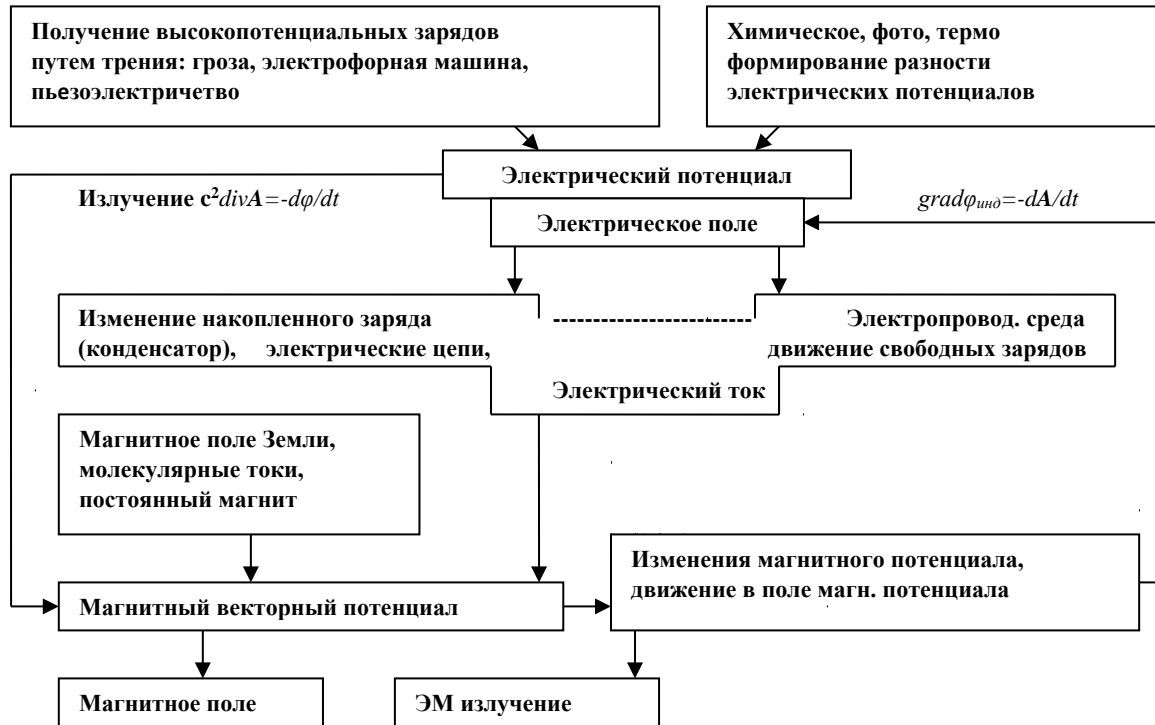 Получение высокопотенциальных зарядов
путем трения: гроза, электрофорная машина,
пьезоэлектричетво
Химическое, фото, термо
формирование разности
электрических потенциалов
Электрический потенциал
Излучение с²divA=-dφ/dt
gradφинд=-dA/dt
Электрическое поле
Изменение накопленного заряда
(конденсатор), электрические цепи,
Электропровод. среда
движение свободных зарядов
Электрический ток
Магнитное поле Земли,
молекулярные токи,
постоянный магнит
Изменения магнитного потенциала,
движение в поле магн. потенциала
Магнитный векторный потенциал
Магнитное поле
ЭМ излучение